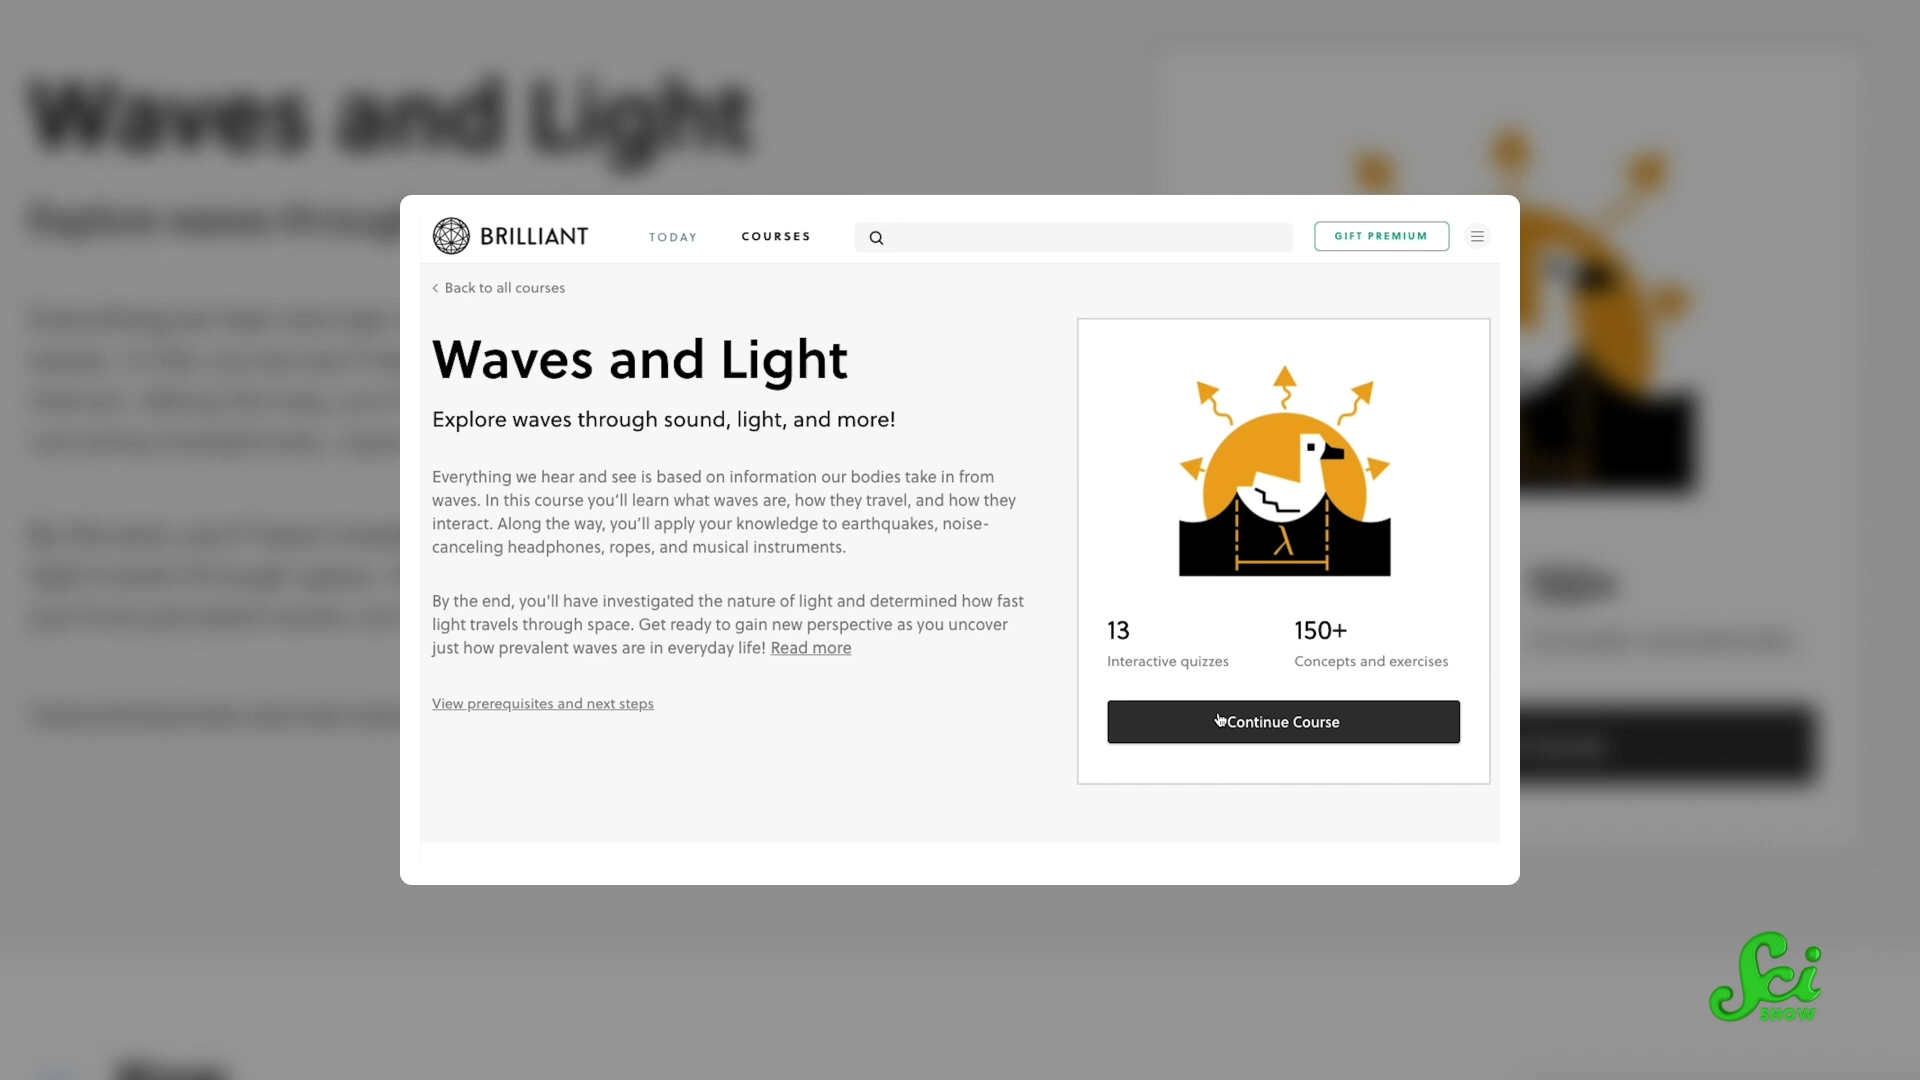 Waves and Light
BRILLIANT
TODAY
COURSES
GIFT PREMIUM
Back to all courses
Waves and Light
Explore waves through sound, light, and more!
Everything we hear and see is based on information our bodies take in from
waves. In this course you’ll learn what waves are, how they travel, and how they
interact. Along the way, you’ll apply your knowledge to earthquakes, noise-
canceling headphones, ropes, and musical instruments.
By the end, you'll have investigated the nature of light and determined how fast
light travels through space. Get ready to gain new perspective as you uncover
just how prevalent waves are in everyday life! Read more
View prerequisites and next steps
λ
13
150+
Interactive quizzes
Concepts and exercises
Continue Course
Sci
SHOW